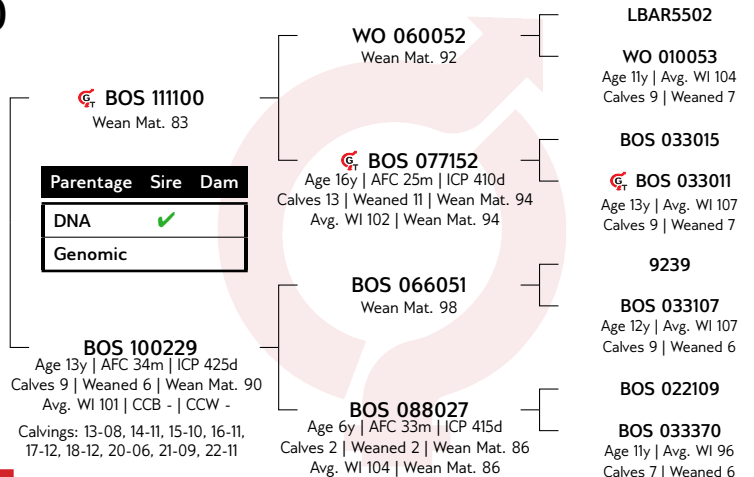 BOS 111100
Wean Mat. 83
Parentage Sire Dam
DNA ✔
Genomic
BOS 100229
Age 13y | AFC 34m | ICP 425d
Calves 9 | Weaned 6 | Wean Mat. 90
Avg. WI 101 | CCB - | CCW -
Calvings: 13-08, 14-11, 15-10, 16-11,
17-12, 18-12, 20-06, 21-09, 22-11
WO 060052
Wean Mat. 92
BOS 077152
Age 16y | AFC 25m | ICP 410d
Calves 13 | Weaned 11 | Wean Mat. 94
Avg. WI 102 | Wean Mat. 94
BOS 066051
Wean Mat. 98
BOS 088027
Age 6y | AFC 33m | ICP 415d
Calves 2 | Weaned 2 | Wean Mat. 86
Avg. WI 104 | Wean Mat. 86
LBAR5502
WO 010053
Age 11y | Avg. WI 104
Calves 9 | Weaned 7
BOS 033015
BOS 033011
Age 13y | Avg. WI 107
Calves 9 | Weaned 7
9239
BOS 033107
Age 12y | Avg. WI 107
Calves 9 | Weaned 6
BOS 022109
BOS 033370
Age 11y | Avg. WI 96
Calves 7 | Weaned 6